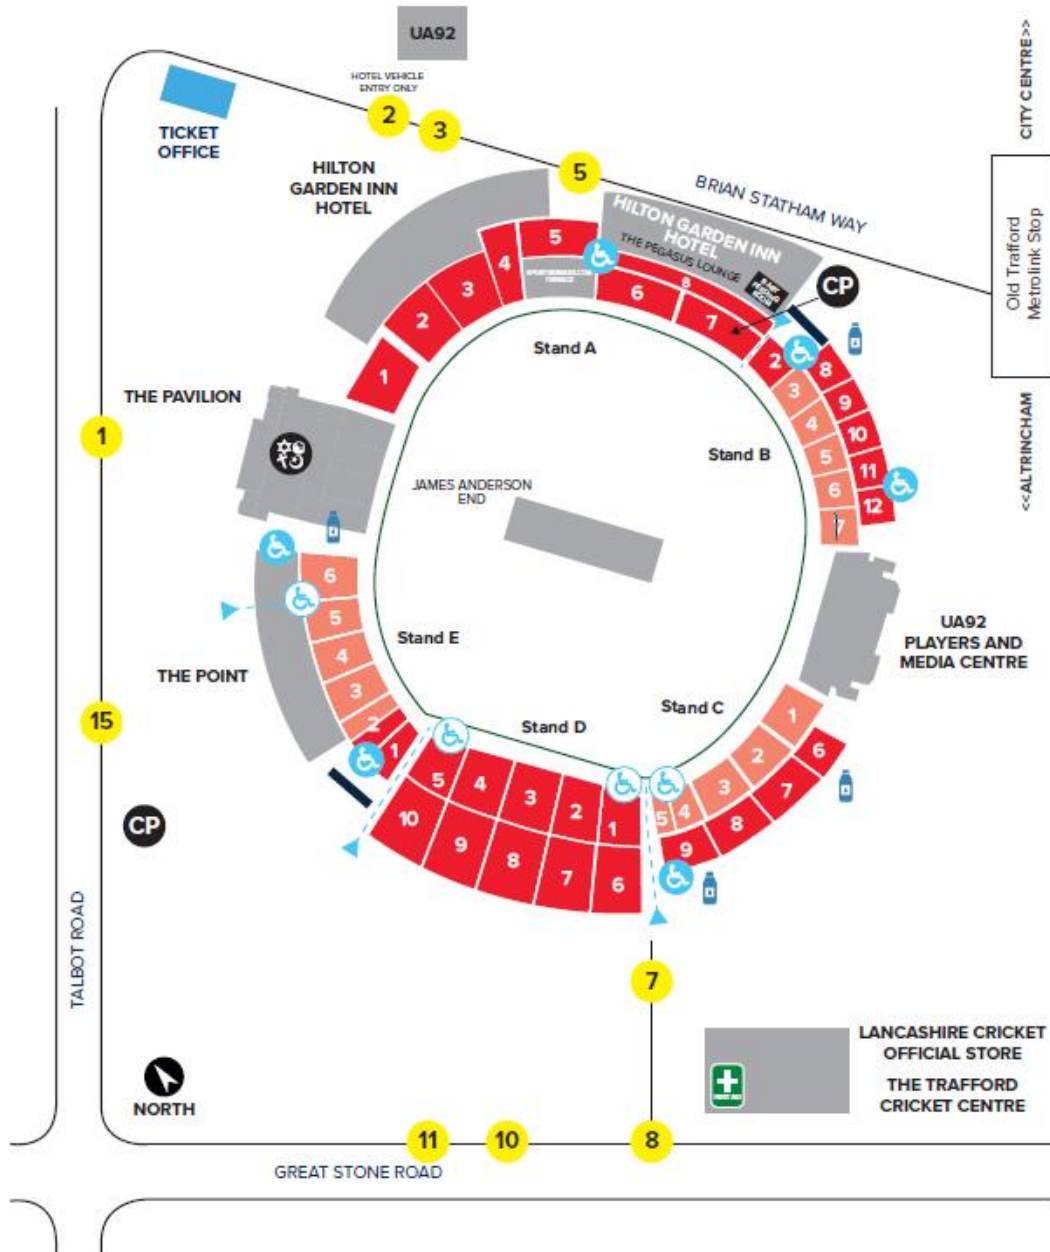 UA92
HOTEL VEHICLE
ENTRY ONLY
2
3
5
TICKET
OFFICE
HILTON
GARDEN INN
HOTEL
BRIAN STATHAM WAY
CITY CENTRE>>
Old Trafford
Metrolink Stop
<<ALTRINCHAM
HILTON GARDEN INN
HOTEL
THE PEGASUS LOUNGE
CP
5
4
3
2
1
8
6
7
Stand A
2
3
4
5
6
7
8
9
10
11
12
Stand B
THE PAVILION
1
JAMES ANDERSON
END
6
5
4
3
2
1
Stand E
THE POINT
15
UA92
PLAYERS AND
MEDIA CENTRE
Stand C
1
2
3
4
5
6
7
8
9
Stand D
5
4
3
2
1
10
9
8
7
6
CP
TALBOT ROAD
7
LANCASHIRE CRICKET
OFFICIAL STORE
THE TRAFFORD
CRICKET CENTRE
NORTH
11
10
8
GREAT STONE ROAD